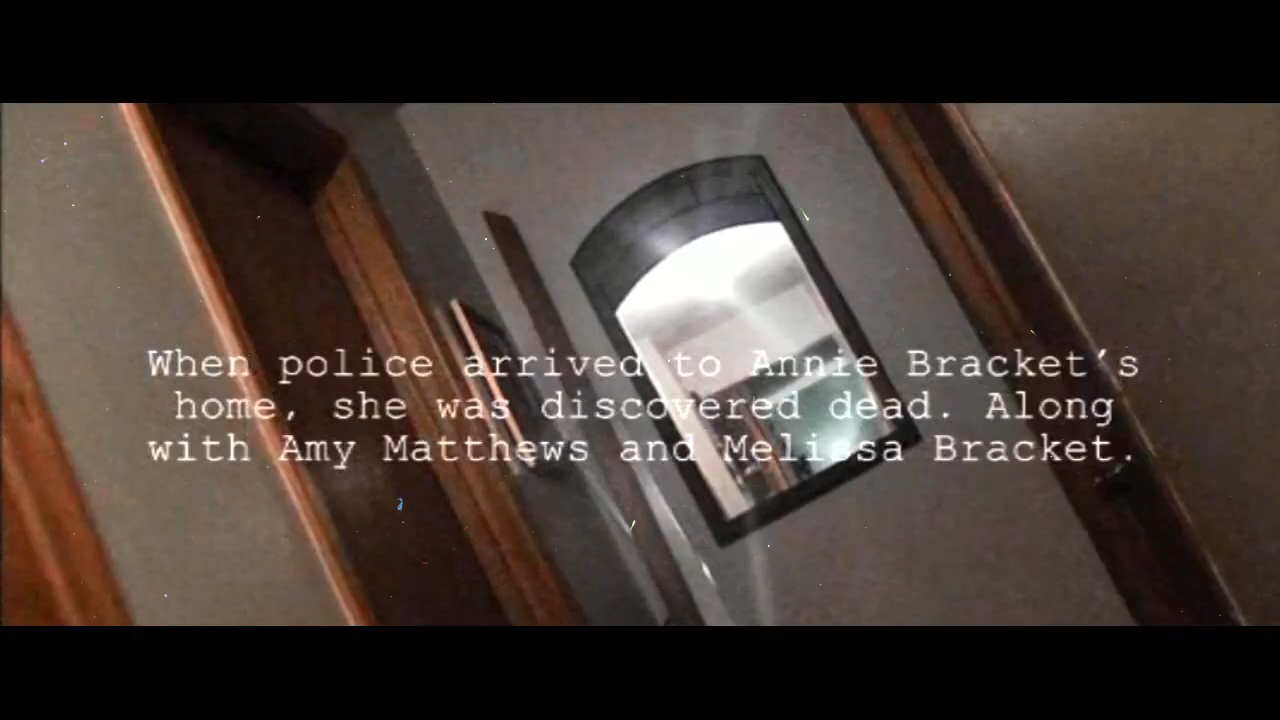 When police arrived to Annie Bracket's
home, she was discovered dead. Along
with Amy Matthews and Melissa Bracket.